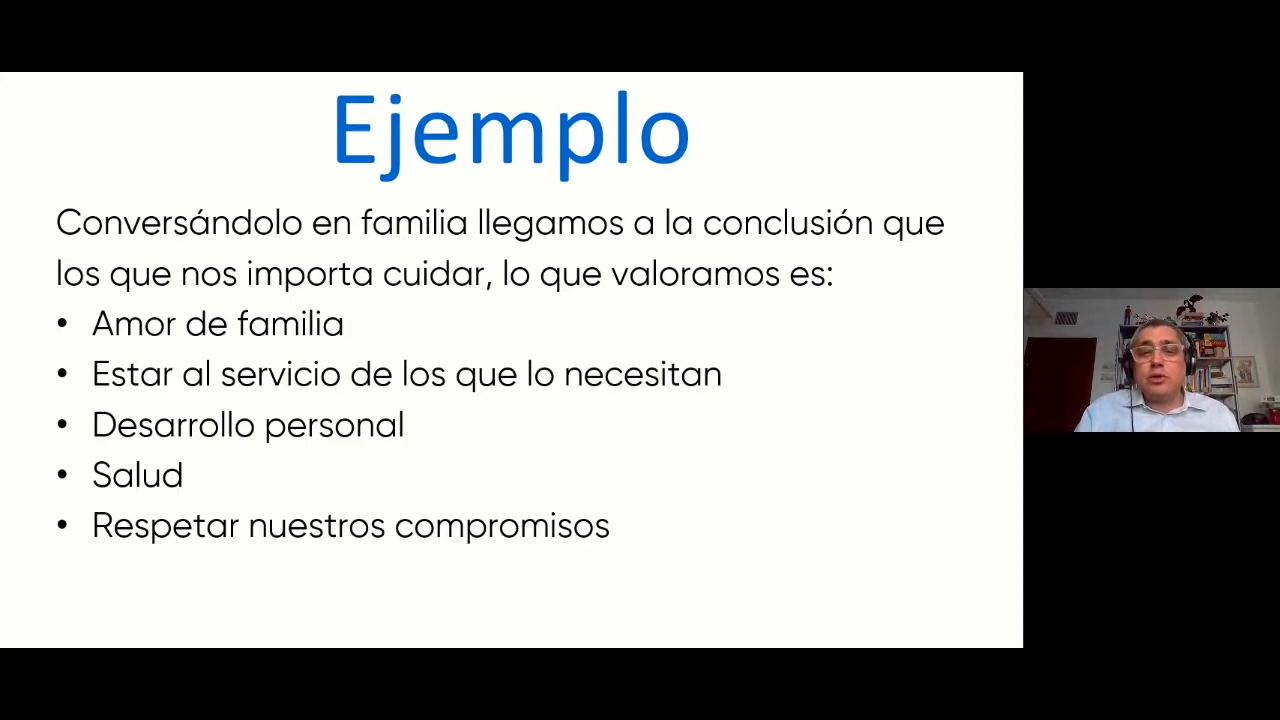 Ejemplo
Conversándolo en familia llegamos a la conclusión que
los que nos importa cuidar, lo que valoramos es:
• Amor de familia
• Estar al servicio de los que lo necesitan
• Desarrollo personal
• Salud
• Respetar nuestros compromisos